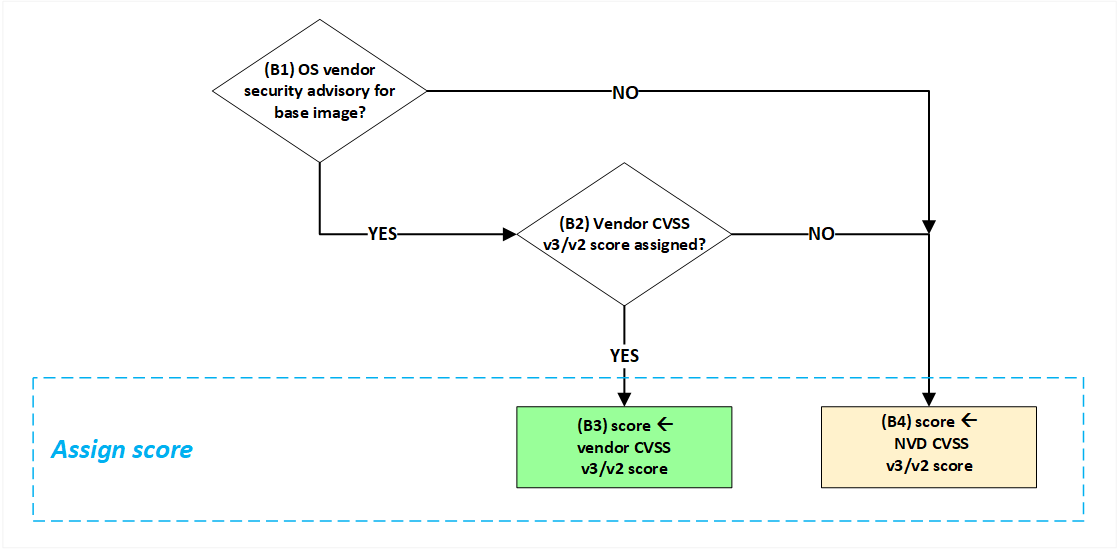 (B1) OS vendor
security advisory for
base image?
NO
YES
(B2) Vendor CVSS
v3/v2 score assigned?
NO
YES
Assign score
(B3) score ←
vendor CVSS
v3/v2 score
(B4) score ←
NVD CVSS
v3/v2 score